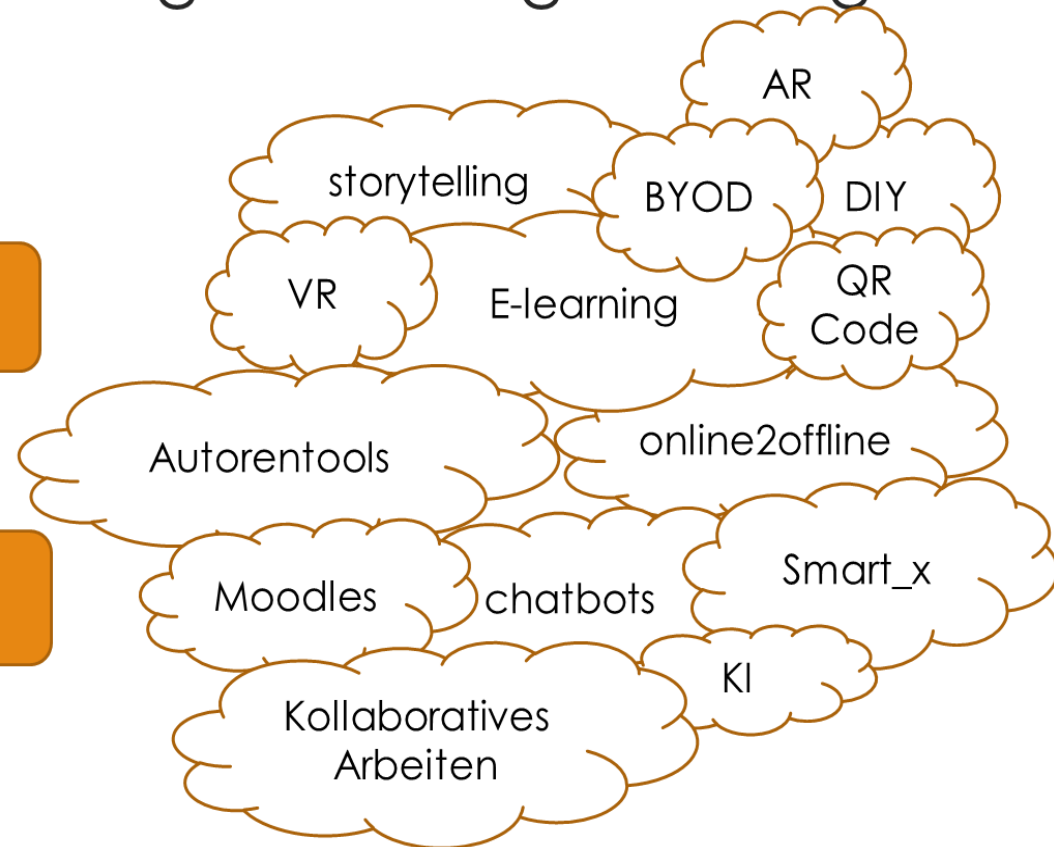 AR
storytelling
BYOD
DIY
VR
E-learning
QR
Code
Autorentools
online2offline
Moodles
chatbots
Smart_x
KI
Kollaboratives
Arbeiten